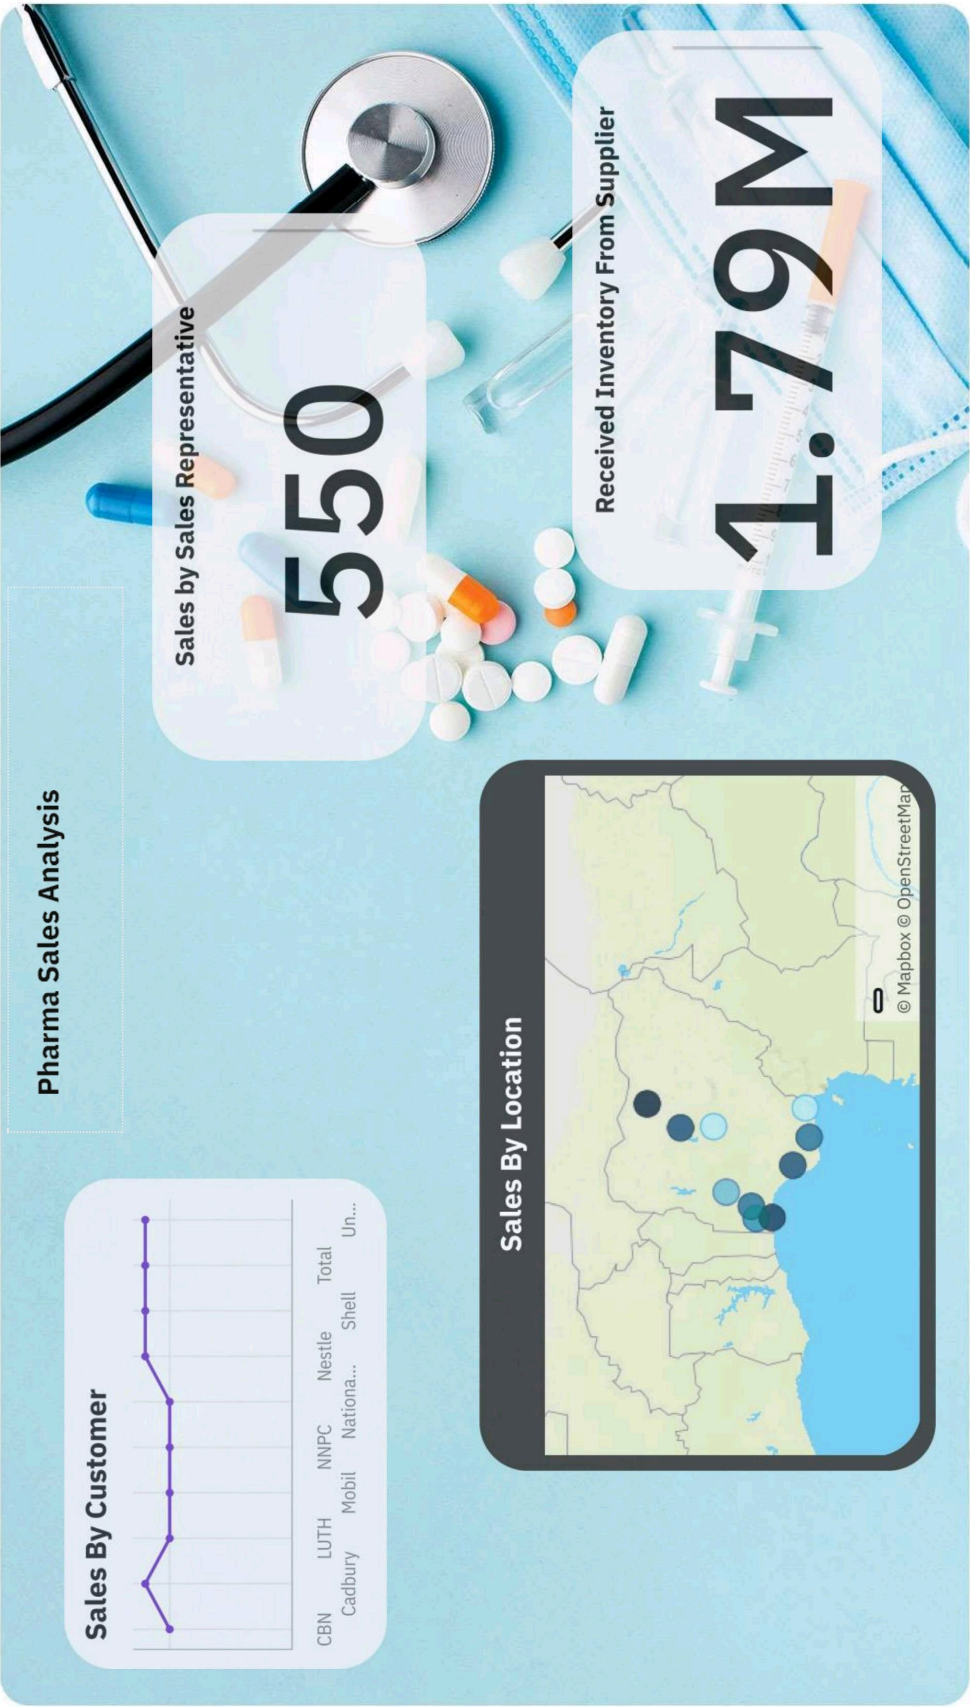 Pharma Sales Analysis
Sales By Customer
CBN
Cadbury
LUTH
Mobil
NNPC
Nationa...
Nestle
Shell
Total
Un...
Sales by Sales Representative
550
Sales By Location
© Mapbox © OpenStreetMap
Received Inventory From Supplier
1.79M